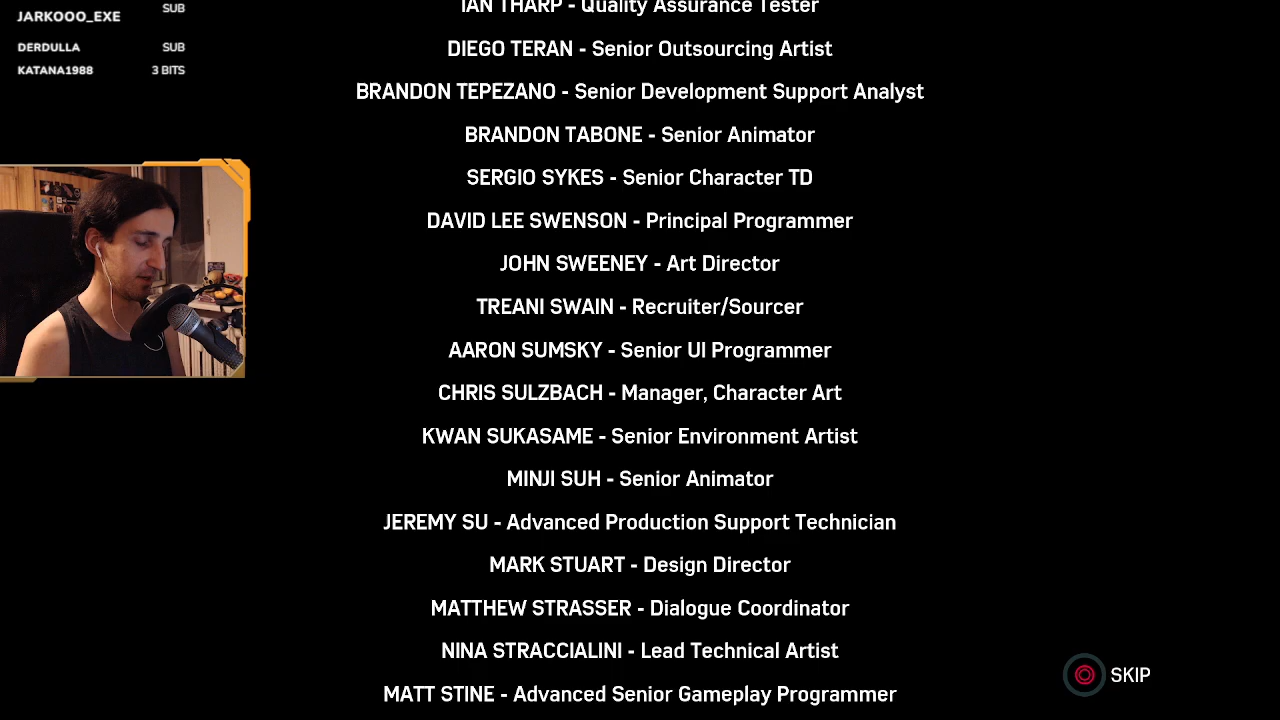 JARKOOO_EXE SUB
DERDULLA SUB
KATANA1988 3 BITS
IAN THARP - Quality Assurance Tester
DIEGO TERAN - Senior Outsourcing Artist
BRANDON TEPEZANO - Senior Development Support Analyst
BRANDON TABONE - Senior Animator
SERGIO SYKES - Senior Character TD
DAVID LEE SWENSON - Principal Programmer
JOHN SWEENEY - Art Director
TREANI SWAIN - Recruiter/Sourcer
AARON SUMSKY - Senior UI Programmer
CHRIS SULZBACH - Manager, Character Art
KWAN SUKASAME - Senior Environment Artist
MINJI SUH - Senior Animator
JEREMY SU - Advanced Production Support Technician
MARK STUART - Design Director
MATTHEW STRASSER - Dialogue Coordinator
NINA STRACCIALINI - Lead Technical Artist
MATT STINE - Advanced Senior Gameplay Programmer
SKIP